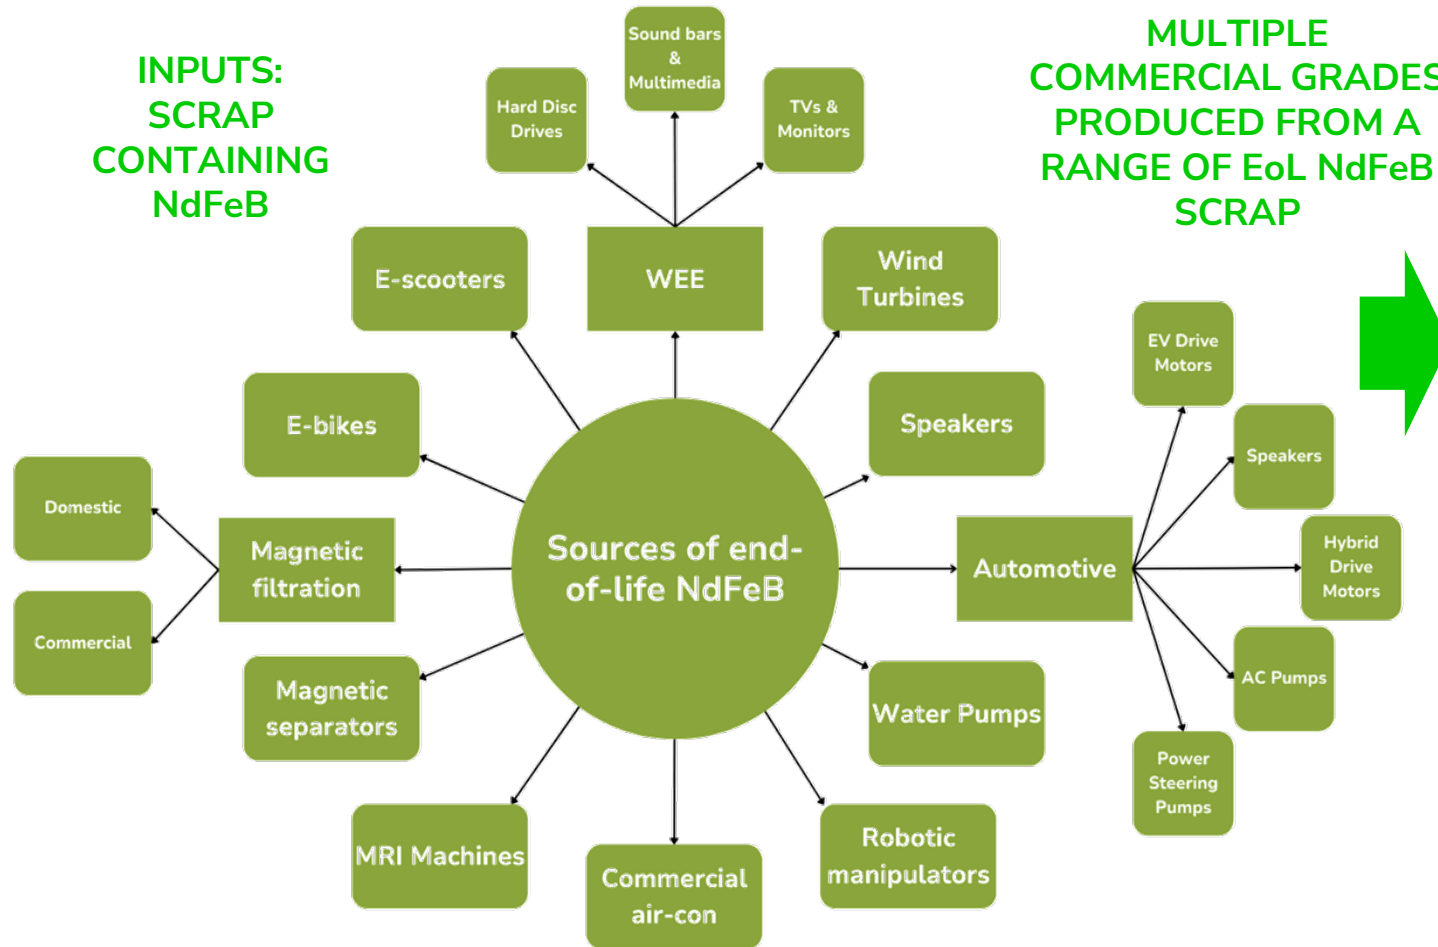 INPUTS:
SCRAP
CONTAINING
NdFeB
MULTIPLE
COMMERCIAL GRADES
PRODUCED FROM A
RANGE OF EoL NdFeB
SCRAP
Sound bars
&
Multimedia
Hard Disc
Drives
TVs &
Monitors
E-scooters
WEE
Wind
Turbines
E-bikes
Speakers
EV Drive
Motors
Speakers
Domestic
Magnetic
filtration
Commercial
Sources of end-
of-life NdFeB
Automotive
Hybrid
Drive
Motors
AC Pumps
Power
Steering
Pumps
Magnetic
separators
Water Pumps
MRI Machines
Commercial
air-con
Robotic
manipulators